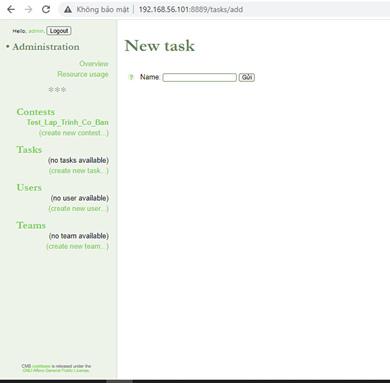 Không bảo mật | 192.168.56.101:8889/tasks/add
Hello, admin. Logout
• Administration
Overview
Resource usage
***
Contests
Test_Lap_Trinh_Co_Ban
(create new contest...)
Tasks
(no tasks available)
(create new task...)
Users
(no user available)
(create new user...)
Teams
(no team available)
(create new team...)
CMS codebase is released under the
GNU Affero General Public License.
New task
? Name: Gửi